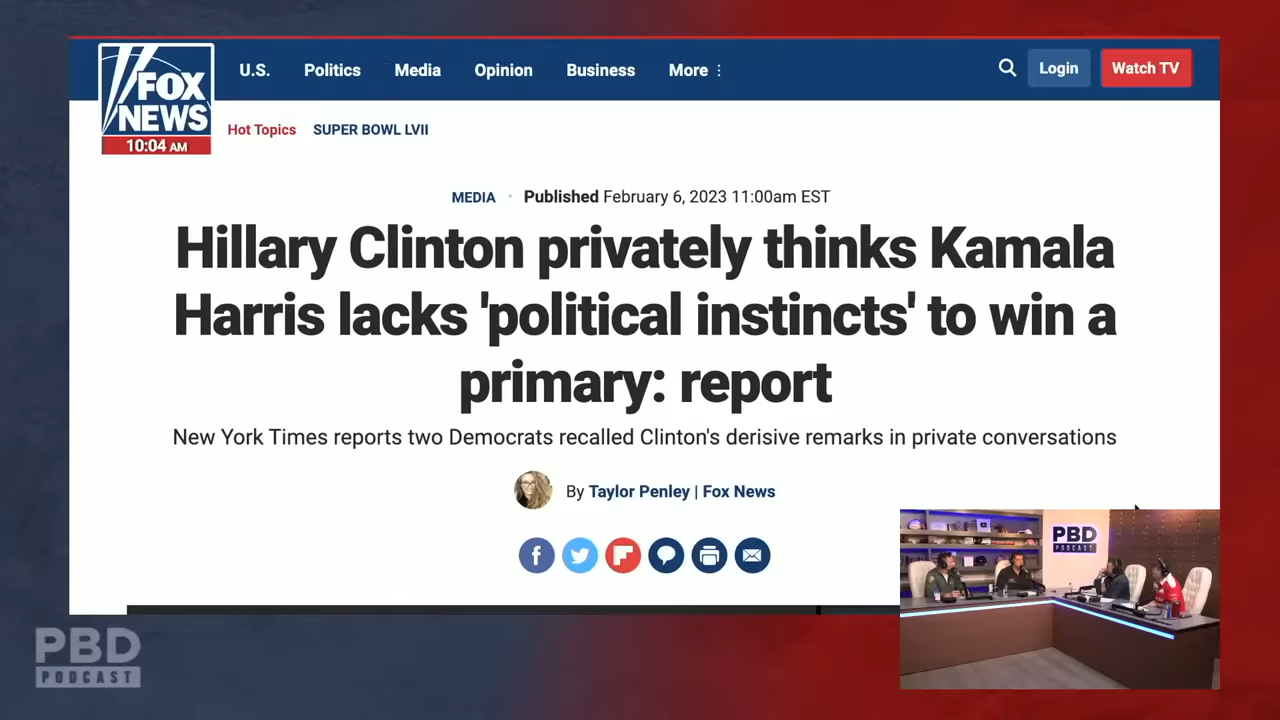 FOX
NEWS
10:04 AM
U.S. Politics Media Opinion Business More
Login
Watch TV
Hot Topics SUPER BOWL LVII
MEDIA · Published February 6, 2023 11:00am EST
Hillary Clinton privately thinks Kamala
Harris lacks 'political instincts' to win a
primary: report
New York Times reports two Democrats recalled Clinton's derisive remarks in private conversations
By Taylor Penley | Fox News
PBD
PODCAST
PBD
PODCAST